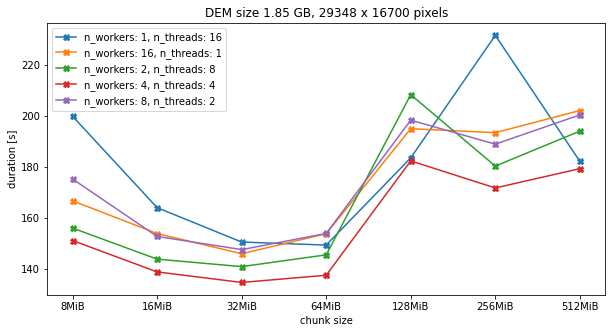 DEM size 1.85 GB, 29348 x 16700 pixels
n_workers: 1, n_threads: 16
n_workers: 16, n_threads: 1
n_workers: 2, n_threads: 8
n_workers: 4, n_threads: 4
n_workers: 8, n_threads: 2
duration [s]
220
200
180
160
140
8MiB 16MiB 32MiB 64MiB 128MiB 256MiB 512MiB
chunk size